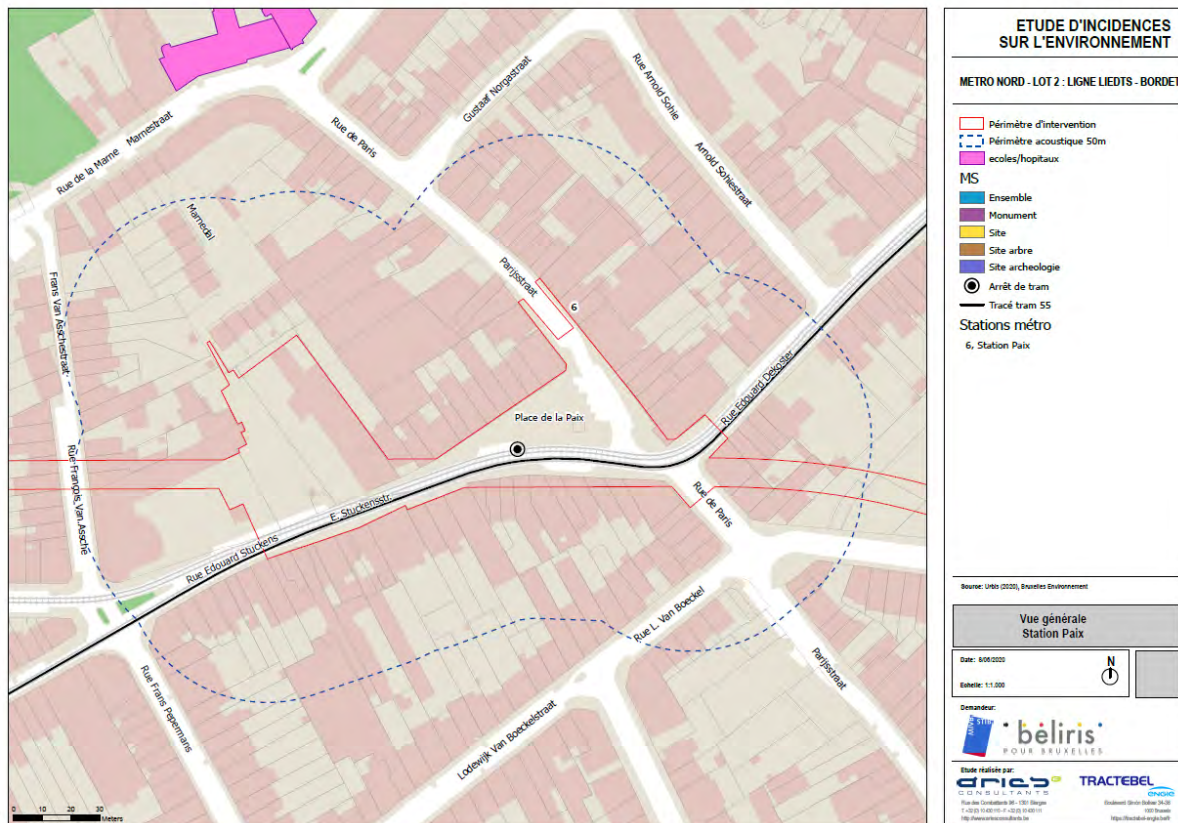 Rue de la Marne Marnestraat
Rue de Paris
Gustaaf Norgastraat
Rue Arnold Sohie
Arnold Sohiestraat
Marnedal
Parijsstraat
6
Frans Van Asschestraat
Rue François Van Assche
Place de la Paix
Rue Edouard Dekoster
E. Stuckensstr.
Rue Edouard Stuckens
Rue de Paris
Rue L. Van Boeckel
Lodewijk Van Boeckelstraat
Parijsstraat
Rue Frans Pepermans
0 10 20 30
Meters
ETUDE D'INCIDENCES
SUR L'ENVIRONNEMENT
METRO NORD - LOT 2 : LIGNE LIEDTS - BORDET
Périmètre d'intervention
Périmètre acoustique 50m
ecoles/hopitaux
MS
Ensemble
Monument
Site
Site arbre
Site archeologie
Arrêt de tram
Tracé tram 55
Stations métro
6, Station Paix
Source: Urbis (2020), Bruxelles Environnement
Vue générale
Station Paix
Date: 8/06/2020
N
Echelle: 1:1.000
Demandeur:
beliris
POUR BRUXELLES
Etude réalisée par:
aries
CONSULTANTS
TRACTEBEL
ENGIE